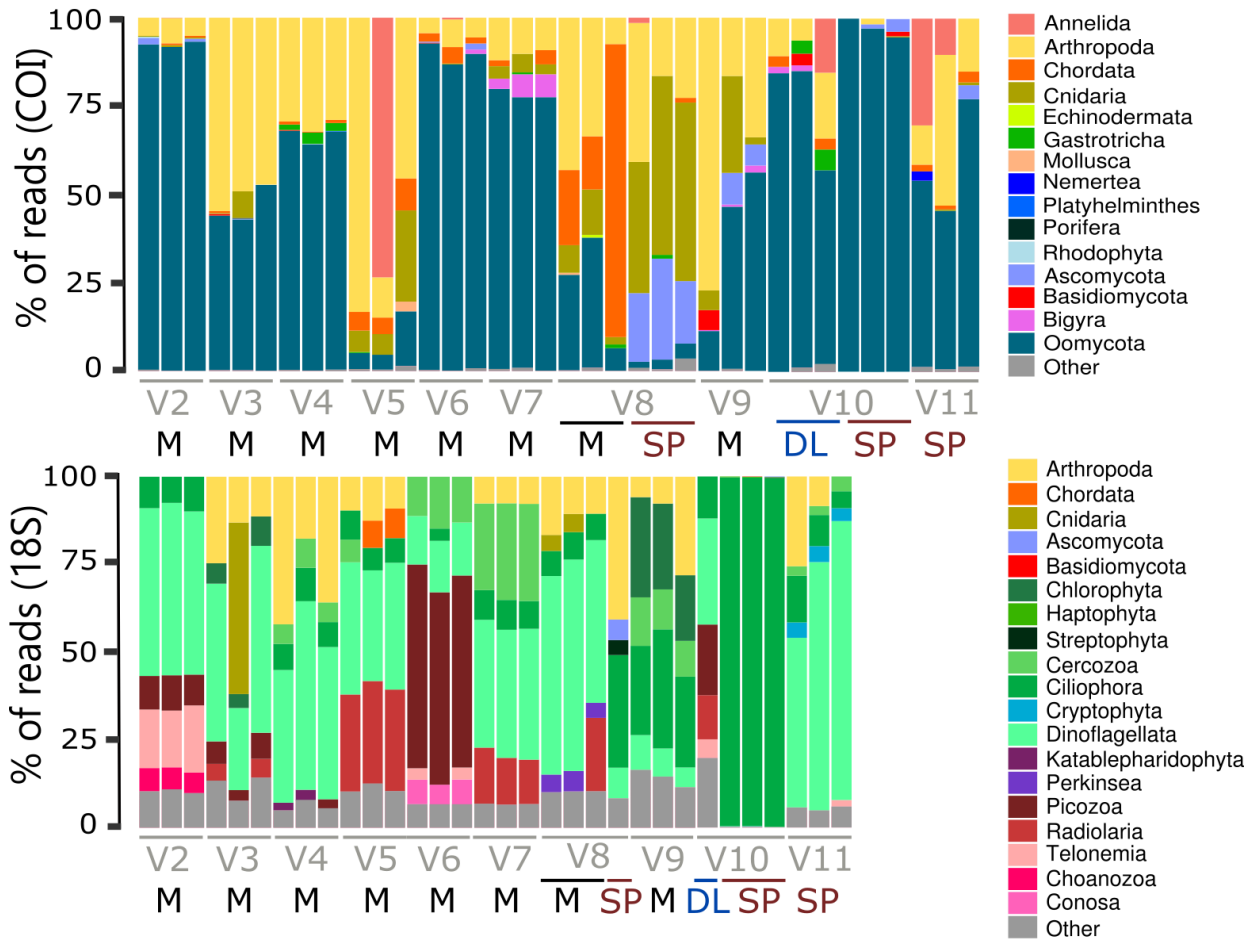 % of reads (COI)
100
75
50
25
0
V2 V3 V4 V5 V6 V7 V8 V9 V10 V11
M M M M M M M SP M DL SP SP
Annelida
Arthropoda
Chordata
Cnidaria
Echinodermata
Gastrotricha
Mollusca
Nemertea
Platyhelminthes
Porifera
Rhodophyta
Ascomycota
Basidiomycota
Bigyra
Oomycota
Other
% of reads (18S)
100
75
50
25
0
V2 V3 V4 V5 V6 V7 V8 V9 V10 V11
M M M M M M M SP M DL SP SP
Arthropoda
Chordata
Cnidaria
Ascomycota
Basidiomycota
Chlorophyta
Haptophyta
Streptophyta
Cercozoa
Ciliophora
Cryptophyta
Dinoflagellata
Katablepharidophyta
Perkinsea
Picozoa
Radiolaria
Telonemia
Choanozoa
Conosa
Other